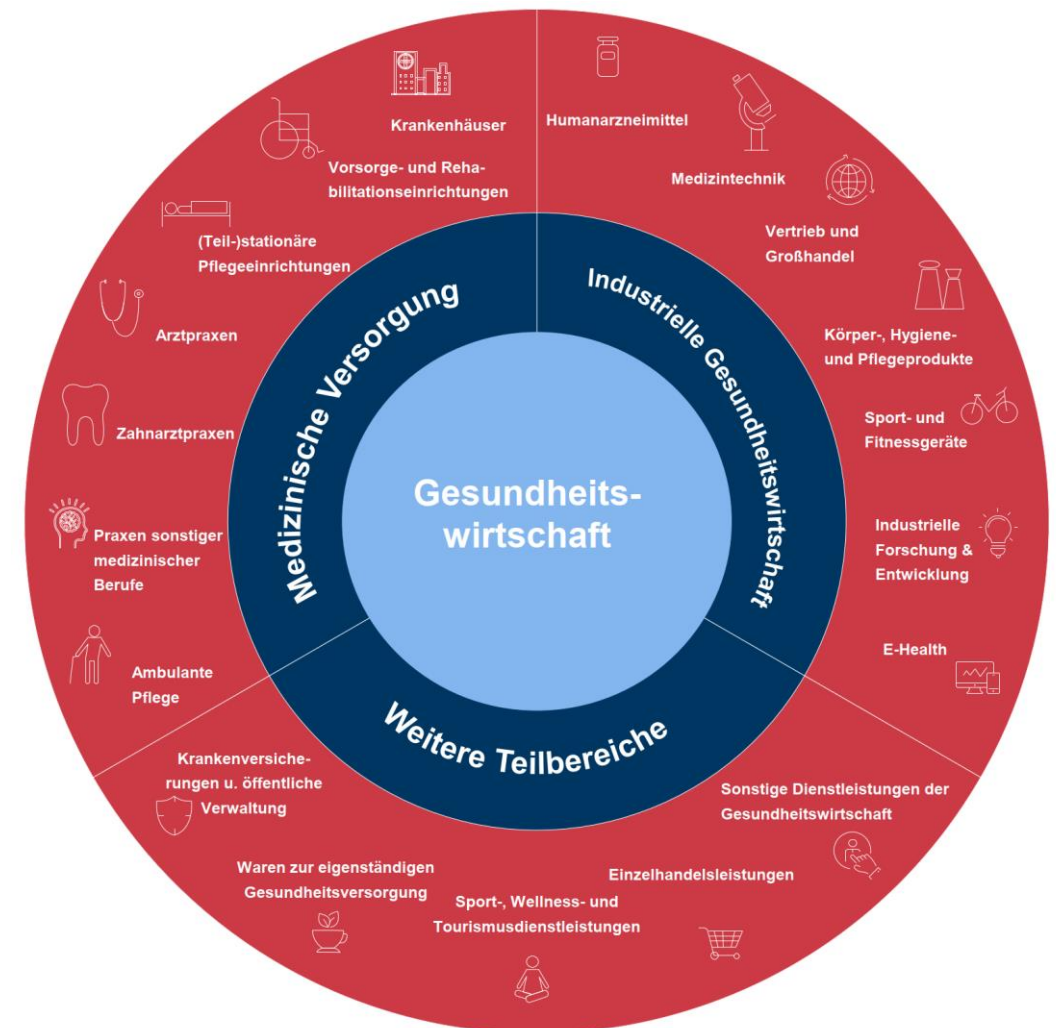 Gesundheits-
wirtschaft
Medizinische Versorgung
Krankenhäuser
Vorsorge- und Reha-
bilitationseinrichtungen
(Teil-)stationäre
Pflegeeinrichtungen
Arztpraxen
Zahnarztpraxen
Praxen sonstiger
medizinischer
Berufe
Ambulante
Pflege
Industrielle Gesundheitswirtschaft
Humanarzneimittel
Medizintechnik
Vertrieb und
Großhandel
Körper-, Hygiene-
und Pflegeprodukte
Sport- und
Fitnessgeräte
Industrielle
Forschung &
Entwicklung
E-Health
Weitere Teilbereiche
Krankenversiche-
rungen u. öffentliche
Verwaltung
Waren zur eigenständigen
Gesundheitsversorgung
Sport-, Wellness- und
Tourismusdienstleistungen
Einzelhandelsleistungen
Sonstige Dienstleistungen der
Gesundheitswirtschaft